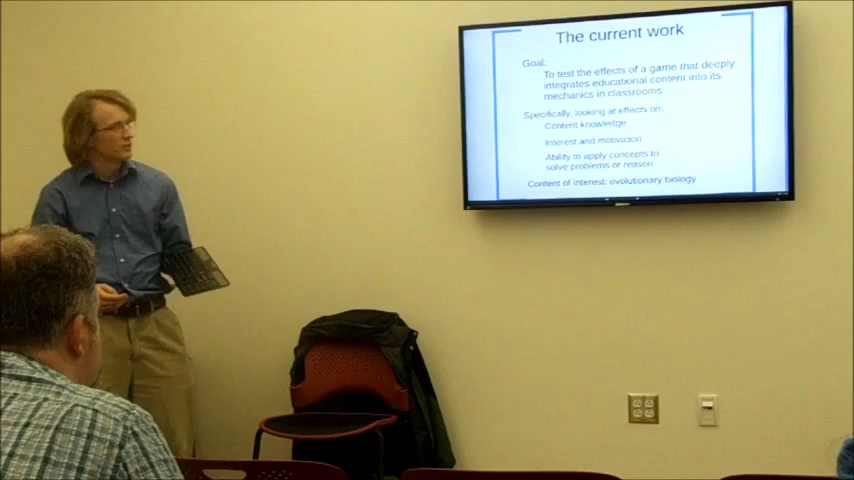 The current work
Goal:
To test the effects of a game that deeply
integrates educational content into its
mechanics in classrooms
Specifically, looking at effects on:
Content knowledge
Interest and motivation
Ability to apply concepts to
solve problems or reason
Content of interest: evolutionary biology